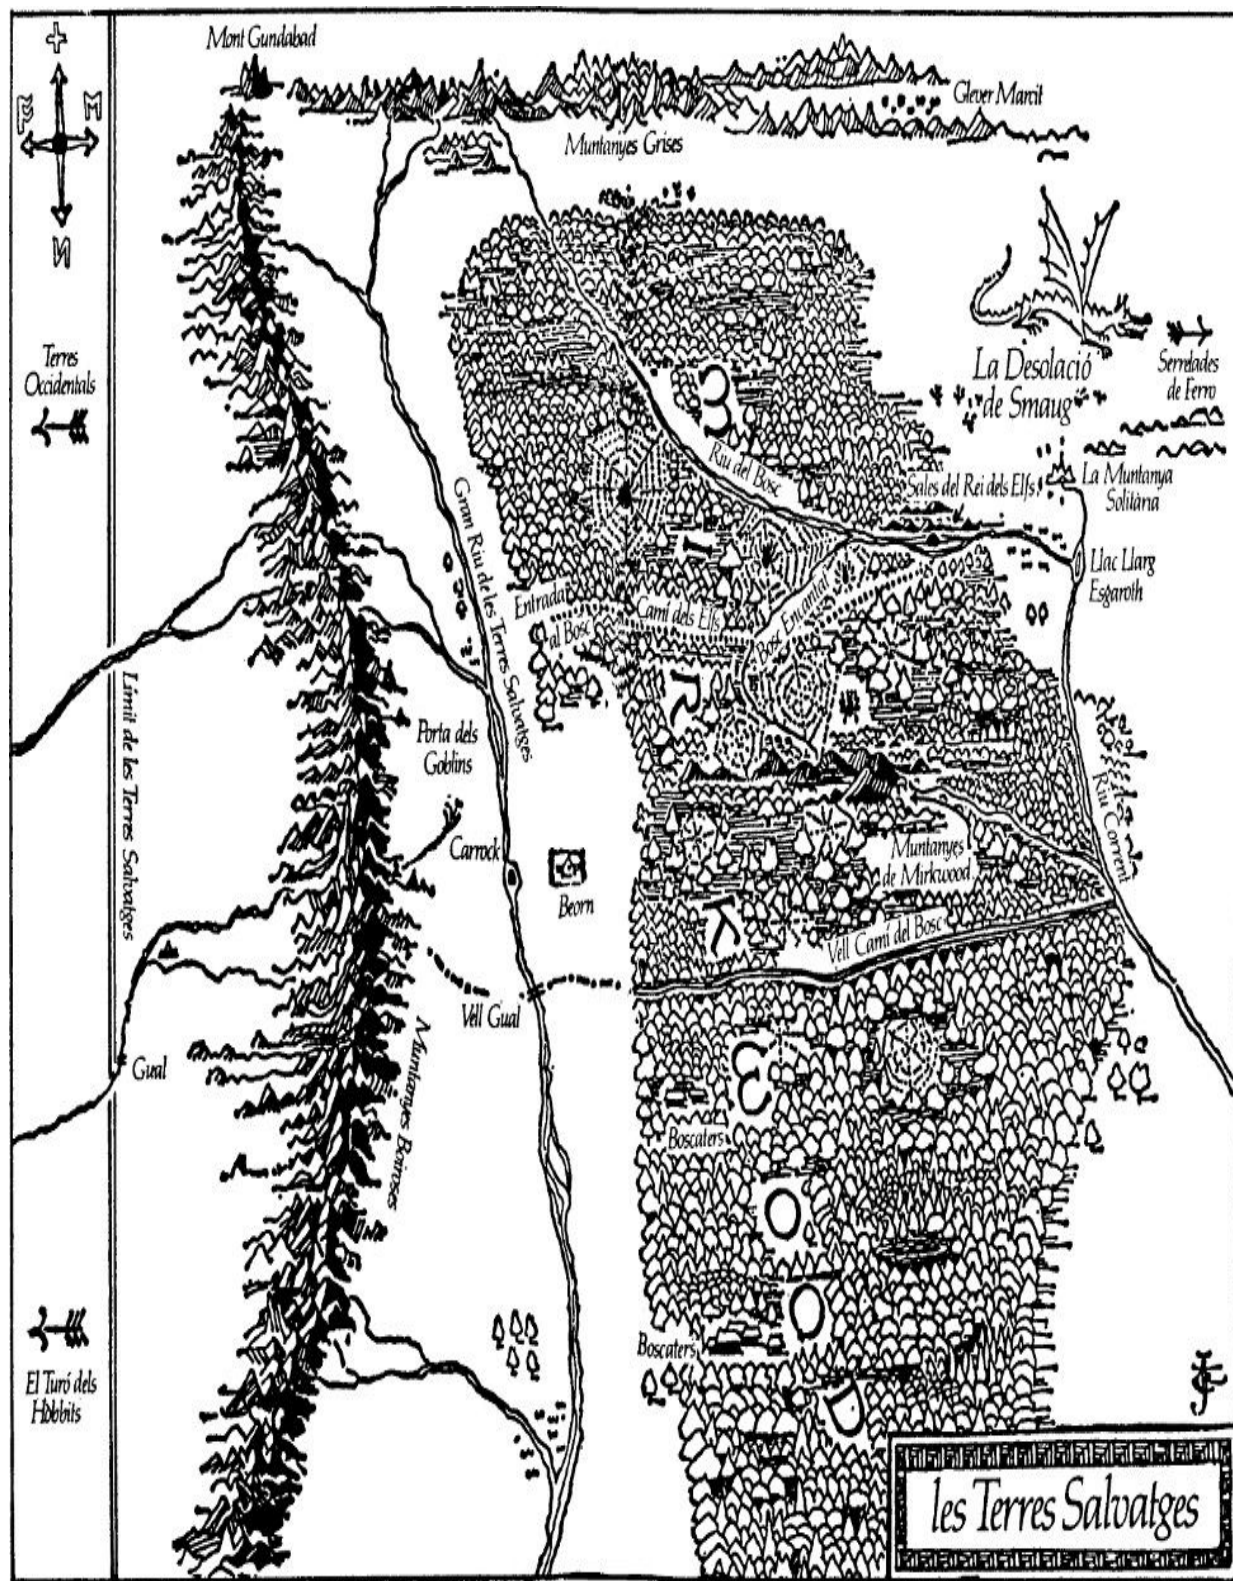 Mont Gundabad
Glever Marcit
Muntanyes Grises
Terres
Occidentals
La Desolació
de Smaug
Serrelades
de Ferro
Riu del Bosc
Sales del Rei dels Elfs
La Muntanya
Solitària
Gran Riu de les Terres Salvatges
Llac Llarg
Esgaroth
Entrada
al Bosc
Camí dels Elfs
Bosc Encantat
Límit de les Terres Salvatges
Porta dels
Goblins
Carrock
Beorn
Muntanyes
de Mirkwood
Riu Corrent
Vell Camí del Bosc
Vell Gual
Gual
Muntanyes Boiroses
MIRKWOOD
Boscaters
Boscaters
El Turó dels
Hobbits
les Terres Salvatges